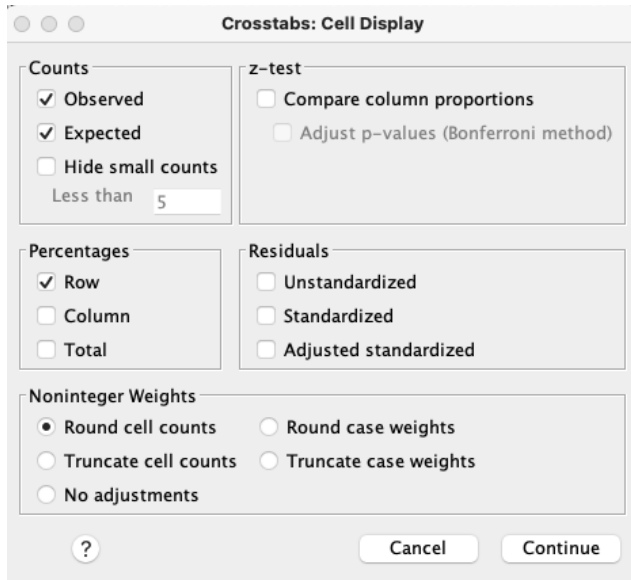 Crosstabs: Cell Display
Counts
Observed
Expected
Hide small counts
Less than 5
z-test
Compare column proportions
Adjust p-values (Bonferroni method)
Percentages
Row
Column
Total
Residuals
Unstandardized
Standardized
Adjusted standardized
Noninteger Weights
Round cell counts
Round case weights
Truncate cell counts
Truncate case weights
No adjustments
?
Cancel
Continue